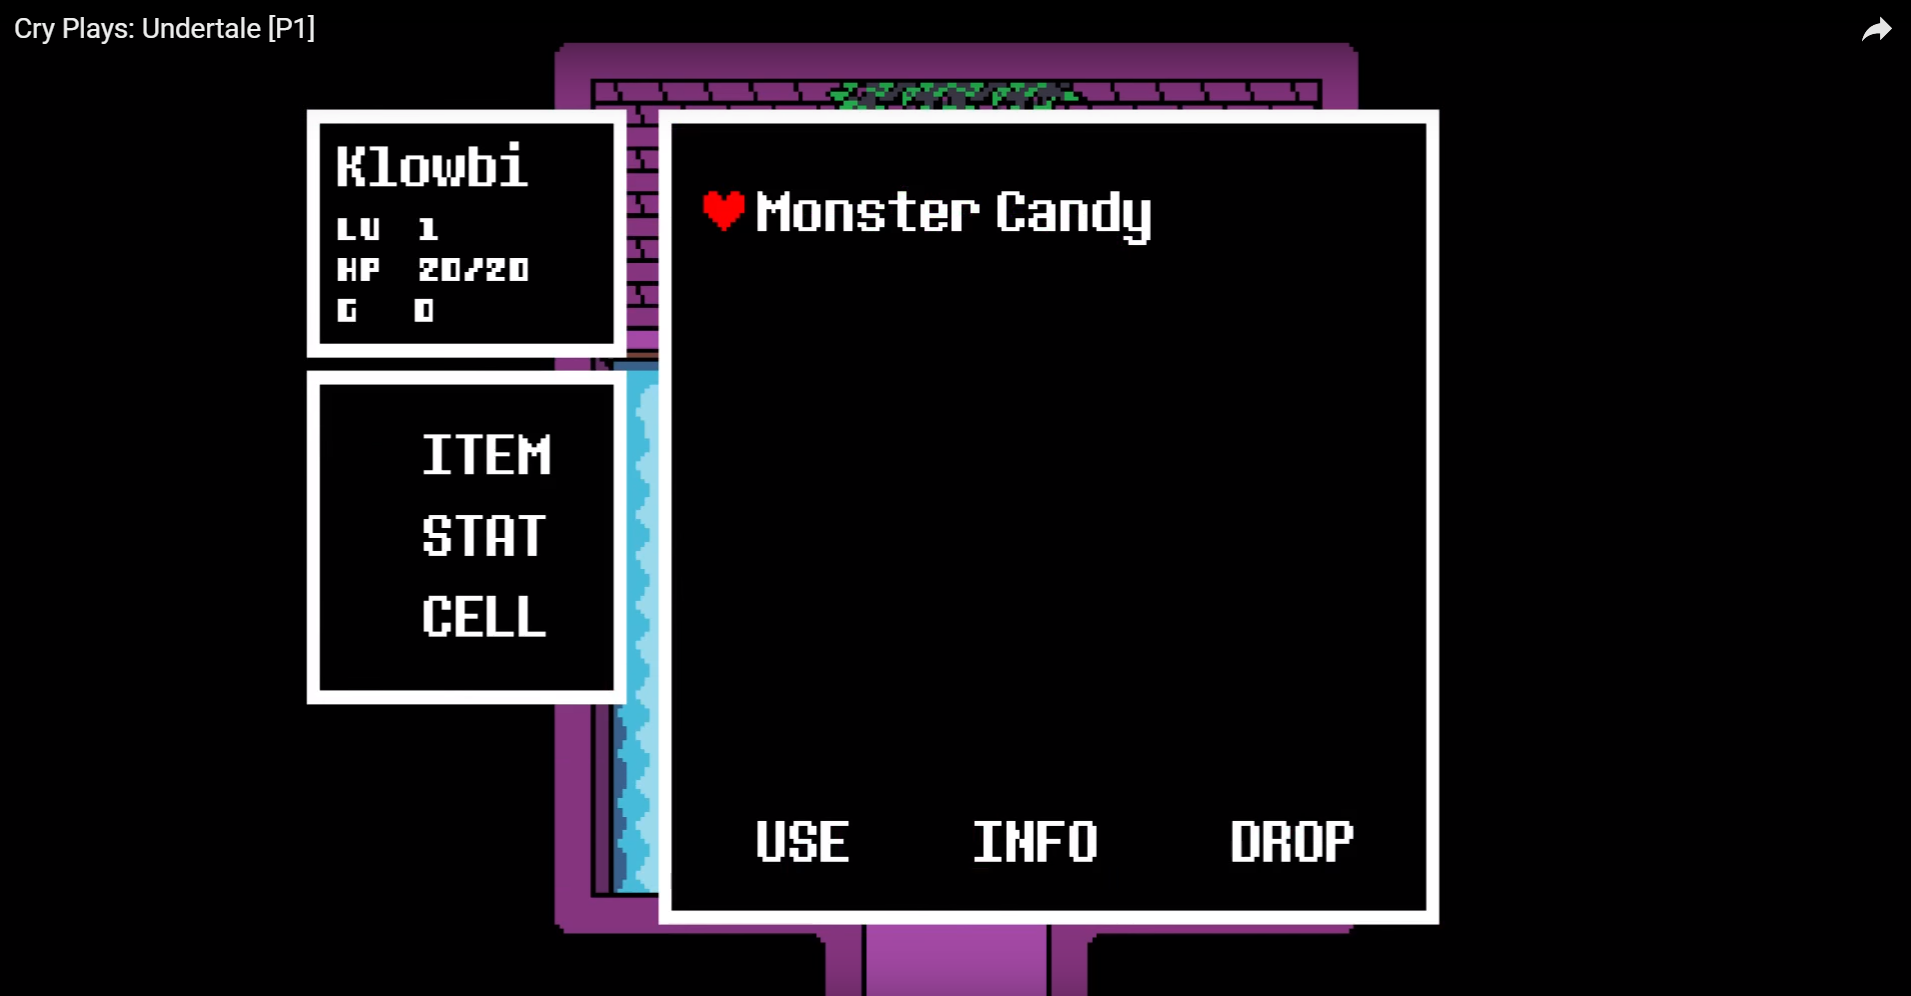 Cry Plays: Undertale [P1]
Klowbi
LV 1
HP 20/20
G 0
ITEM
STAT
CELL
Monster Candy
USE INFO DROP